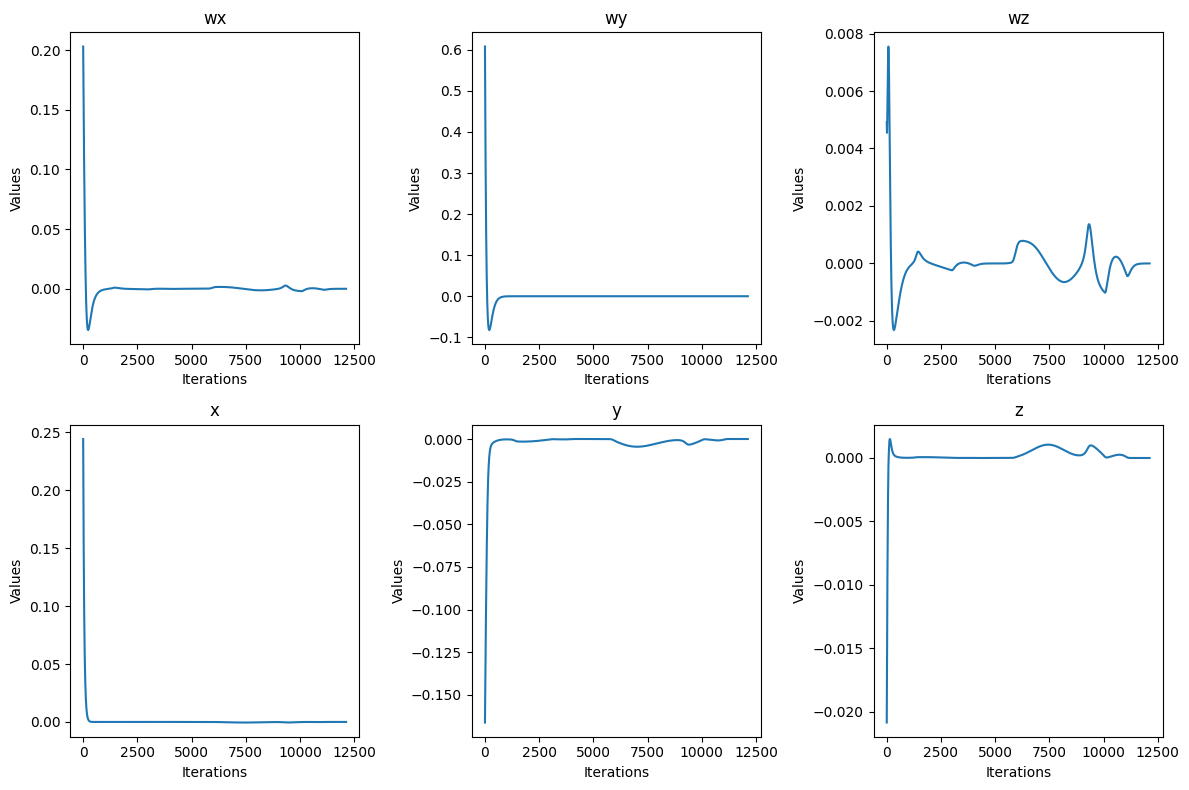 wx
wy
wz
0.20
0.15
0.10
0.05
0.00
Values
0 2500 5000 7500 10000 12500
Iterations
0.6
0.5
0.4
0.3
0.2
0.1
0.0
−0.1
Values
0 2500 5000 7500 10000 12500
Iterations
0.008
0.006
0.004
0.002
0.000
−0.002
Values
0 2500 5000 7500 10000 12500
Iterations
x
y
z
0.25
0.20
0.15
0.10
0.05
0.00
Values
0 2500 5000 7500 10000 12500
Iterations
0.000
−0.025
−0.050
−0.075
−0.100
−0.125
−0.150
Values
0 2500 5000 7500 10000 12500
Iterations
0.000
−0.005
−0.010
−0.015
−0.020
Values
0 2500 5000 7500 10000 12500
Iterations